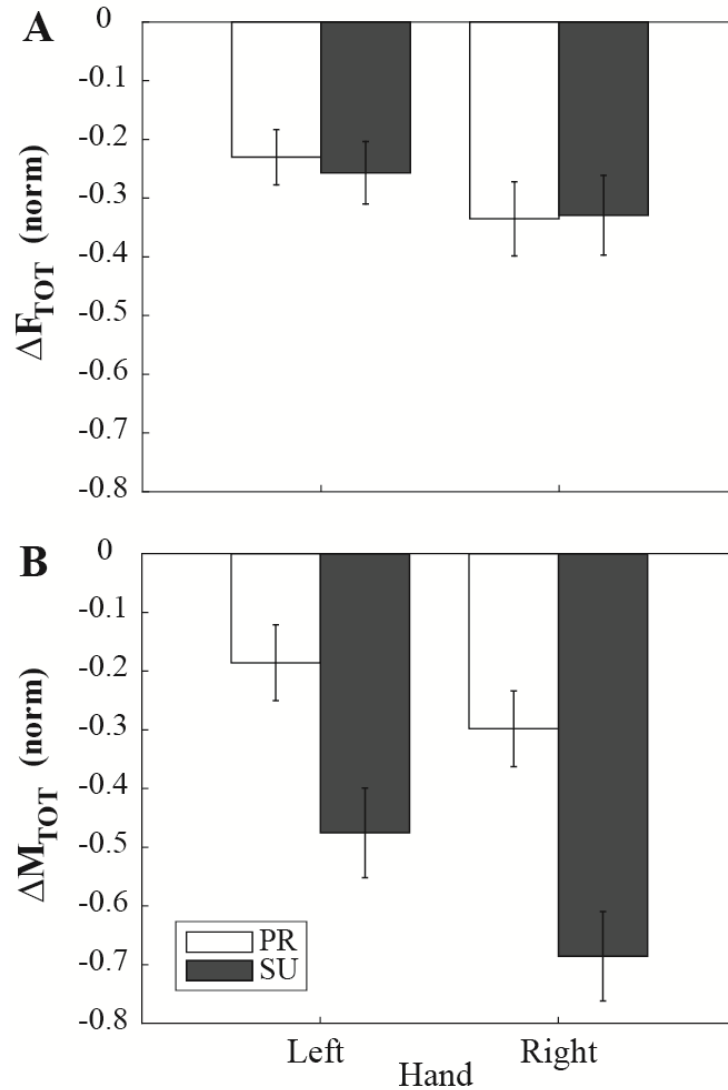 A
0
-0.1
-0.2
-0.3
-0.4
-0.5
-0.6
-0.7
-0.8
ΔF_TOT (norm)
B
0
-0.1
-0.2
-0.3
-0.4
-0.5
-0.6
-0.7
-0.8
ΔM_TOT (norm)
PR
SU
Left Right
Hand